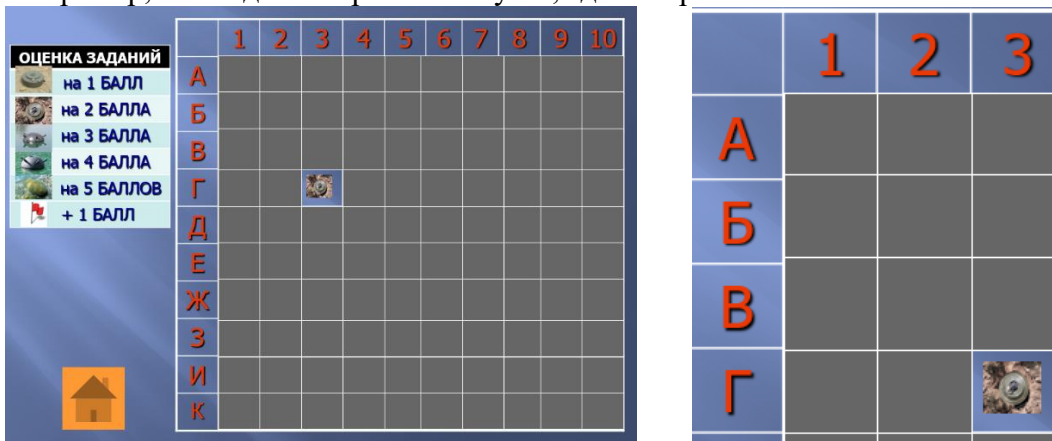 1 2 3 4 5 6 7 8 9 10
ОЦЕНКА ЗАДАНИЙ
на 1 БАЛЛ
на 2 БАЛЛА
на 3 БАЛЛА
на 4 БАЛЛА
на 5 БАЛЛОВ
+ 1 БАЛЛ
А
Б
В
Г
Д
Е
Ж
З
И
К
1 2 3
А
Б
В
Г